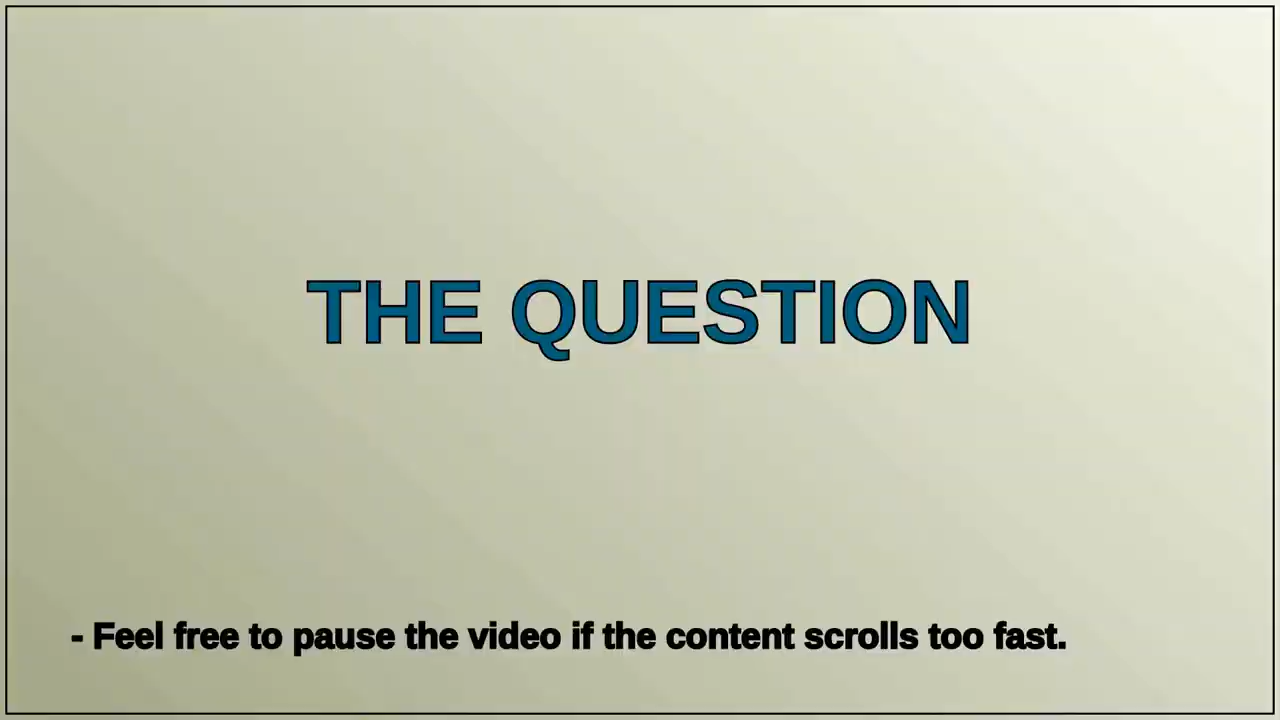 THE QUESTION
- Feel free to pause the video if the content scrolls too fast.